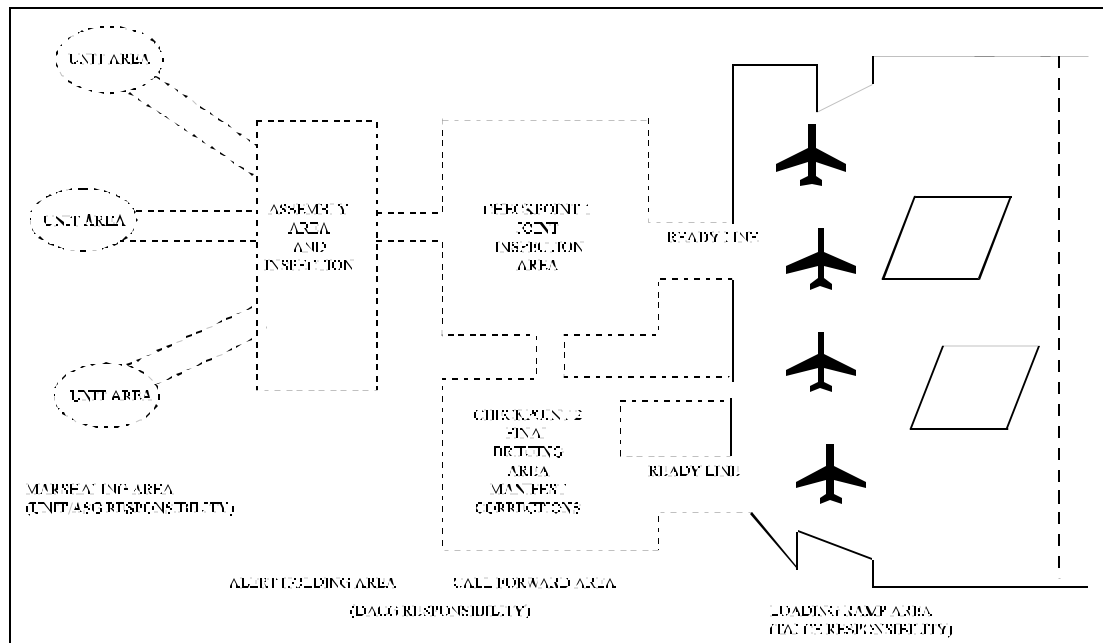 UNIT AREA
UNIT AREA
UNIT AREA
ASSEMBLY
AREA
AND
INSPECTION
CHECKPOINT 1
JOINT
INSPECTION
AREA
READY LINE
CHECKPOINT 2
FINAL
BRIEFING
AREA
MANIFEST
CORRECTIONS
READY LINE
MARSHALING AREA
(UNIT/ASG RESPONSIBILITY)
ALERT HOLDING AREA
CALL FORWARD AREA
(DACG RESPONSIBILITY)
LOADING RAMP AREA
(TALCE RESPONSIBILITY)